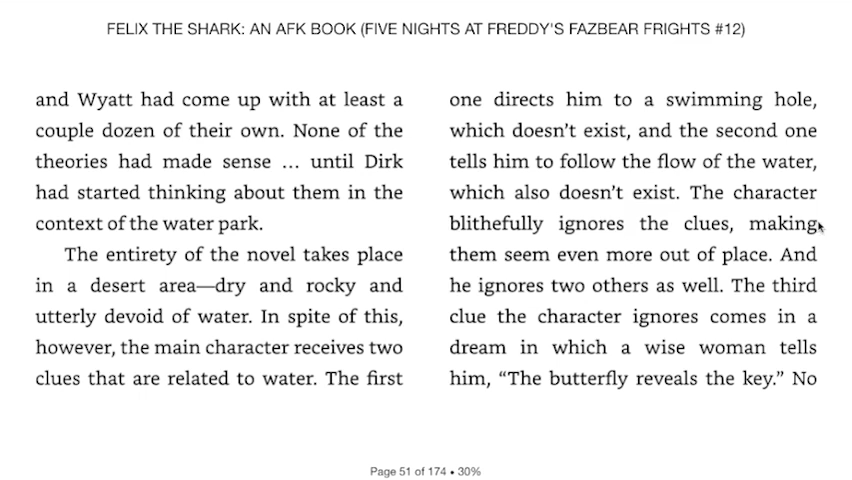 FELIX THE SHARK: AN AFK BOOK (FIVE NIGHTS AT FREDDY'S FAZBEAR FRIGHTS #12)
and Wyatt had come up with at least a
couple dozen of their own. None of the
theories had made sense … until Dirk
had started thinking about them in the
context of the water park.
The entirety of the novel takes place
in a desert area—dry and rocky and
utterly devoid of water. In spite of this,
however, the main character receives two
clues that are related to water. The first
one directs him to a swimming hole,
which doesn’t exist, and the second one
tells him to follow the flow of the water,
which also doesn’t exist. The character
blithefully ignores the clues, making
them seem even more out of place. And
he ignores two others as well. The third
clue the character ignores comes in a
dream in which a wise woman tells
him, “The butterfly reveals the key.” No
Page 51 of 174 • 30%